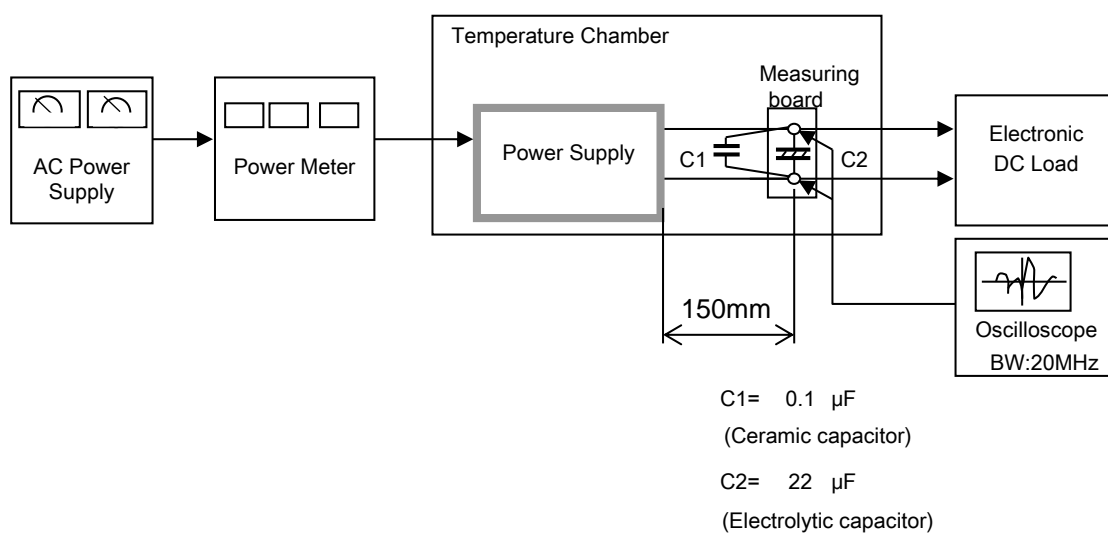 Temperature Chamber
AC Power
Supply
Power Meter
Power Supply
Measuring
board
C1
C2
Electronic
DC Load
150mm
Oscilloscope
BW:20MHz
C1= 0.1 µF
(Ceramic capacitor)
C2= 22 µF
(Electrolytic capacitor)